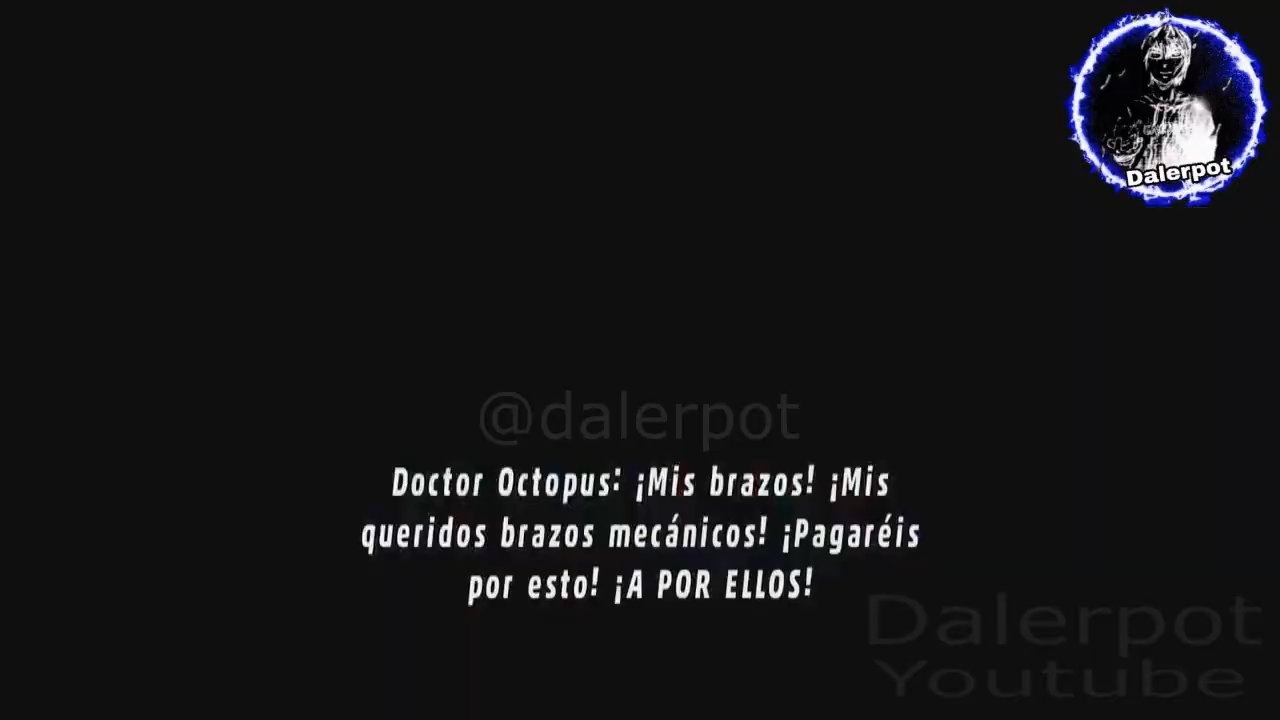 Dalerpot
@dalerpot
Doctor Octopus: ¡Mis brazos! ¡Mis
queridos brazos mecánicos! ¡Pagaréis
por esto! ¡A POR ELLOS!
Dalerpot
Youtube